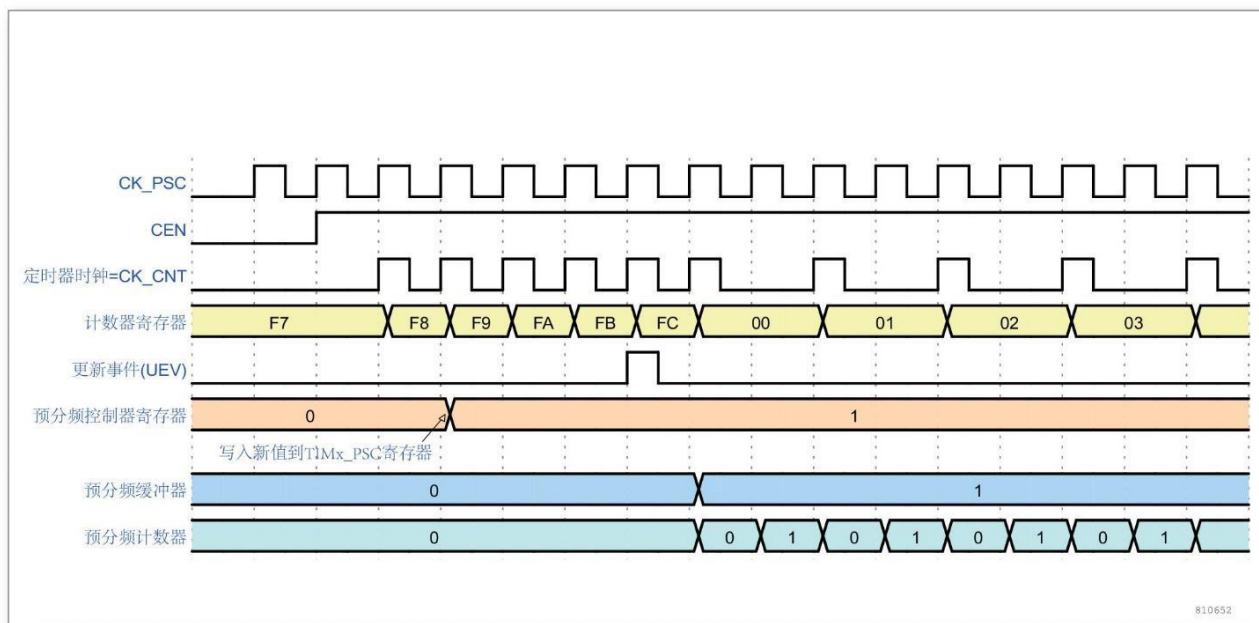 CK_PSC
CEN
定时器时钟=CK_CNT
计数器寄存器 F7 F8 F9 FA FB FC 00 01 02 03
更新事件(UEV)
预分频控制器寄存器 0 1
写入新值到TIMx_PSC寄存器
预分频缓冲器 0 1
预分频计数器 0 0 1 0 1 0 1 0 1
810652